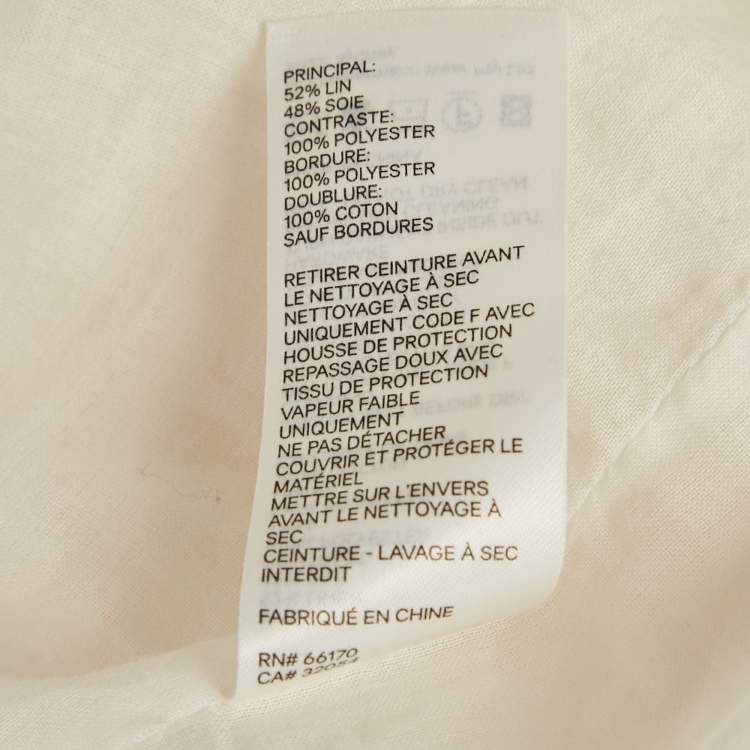 PRINCIPAL:
52% LIN
48% SOIE
CONTRASTE:
100% POLYESTER
BORDURE:
100% POLYESTER
DOUBLURE:
100% COTON
SAUF BORDURES
RETIRER CEINTURE AVANT
LE NETTOYAGE À SEC
NETTOYAGE À SEC
UNIQUEMENT CODE F AVEC
HOUSSE DE PROTECTION
REPASSAGE DOUX AVEC
TISSU DE PROTECTION
VAPEUR FAIBLE
UNIQUEMENT
NE PAS DÉTACHER
COUVRIR ET PROTÉGER LE
MATÉRIEL
METTRE SUR L'ENVERS
AVANT LE NETTOYAGE À
SEC
CEINTURE - LAVAGE À SEC
INTERDIT
FABRIQUÉ EN CHINE
RN# 66170
CA# 32054